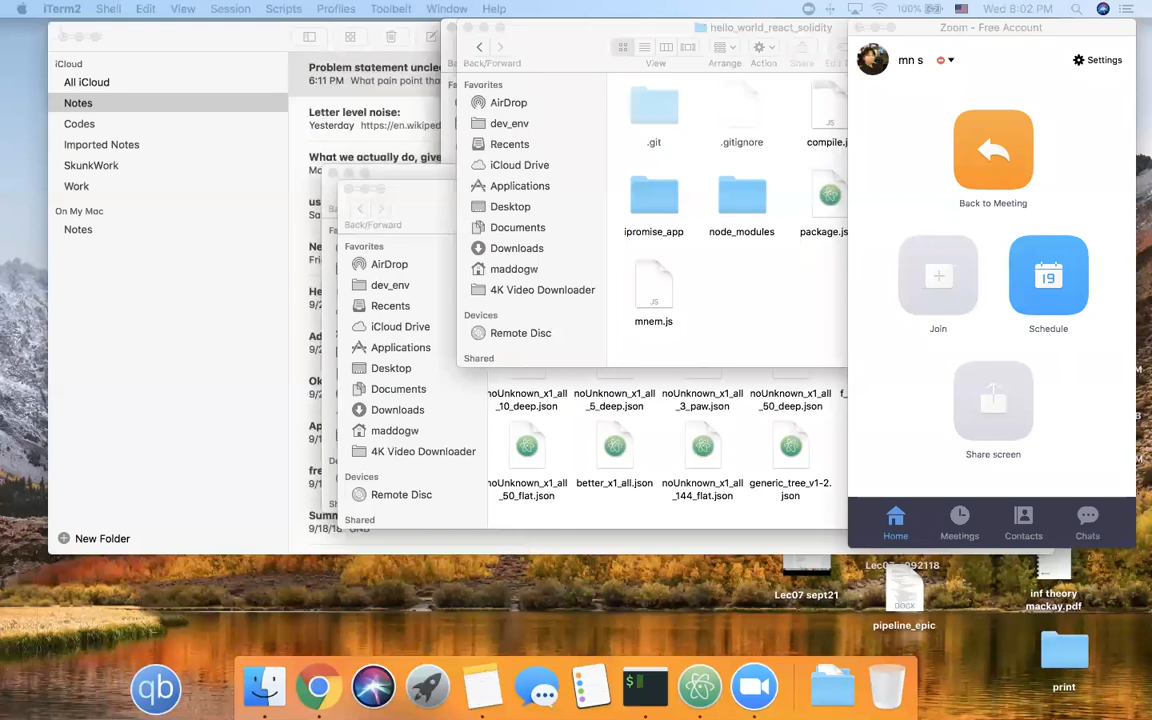 iTerm2 Shell Edit View Session Scripts Profiles Toolbelt Window Help
100% Wed 8:02 PM
iCloud
All iCloud
Notes
Codes
Imported Notes
SkunkWork
Work
On My Mac
Notes
New Folder
Problem statement uncle
6:11 PM What pain point tha
Letter level noise:
Yesterday https://en.wikiped
What we actually do, give
Back/Forward
Favorites
AirDrop
dev_env
Recents
iCloud Drive
Applications
Desktop
Documents
Downloads
maddogw
4K Video Downloader
Devices
Remote Disc
Shared
hello_world_react_solidity
Back/Forward
View
Arrange
Action
Share
Favorites
AirDrop
dev_env
Recents
iCloud Drive
Applications
Desktop
Documents
Downloads
maddogw
4K Video Downloader
Devices
Remote Disc
Shared
.git
.gitignore
compile.j
JS
ipromise_app
node_modules
package.js
JS
mnem.js
noUnknown_x1_all
_10_deep.json
noUnknown_x1_all
_5_deep.json
noUnknown_x1_all
_3_paw.json
noUnknown_x1_all
_50_deep.json
noUnknown_x1_all
_50_flat.json
better_x1_all.json
noUnknown_x1_all
_144_flat.json
generic_tree_v1-2.
json
Zoom - Free Account
mn s
Settings
Back to Meeting
Join
19
Schedule
Share screen
Home
Meetings
Contacts
Chats
Lec07 sept21
DOCX
pipeline_epic
inf theory
mackay.pdf
print
qb